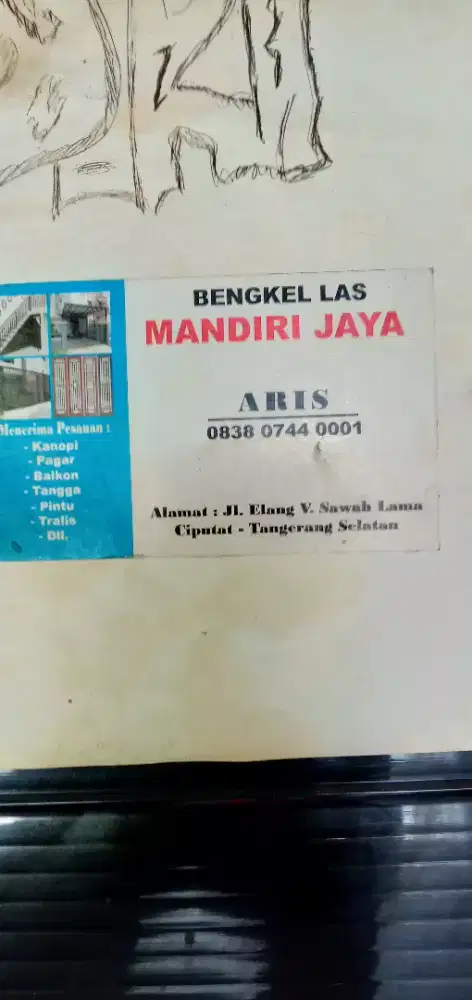 BENGKEL LAS
MANDIRI JAYA
ARIS
0838 0744 0001
Menerima Pesanan :
- Kanopi
- Pagar
- Balkon
- Tangga
- Pintu
- Tralis
- Dll.
Alamat : Jl. Elang V. Sawah Lama
Ciputat - Tangerang Selatan